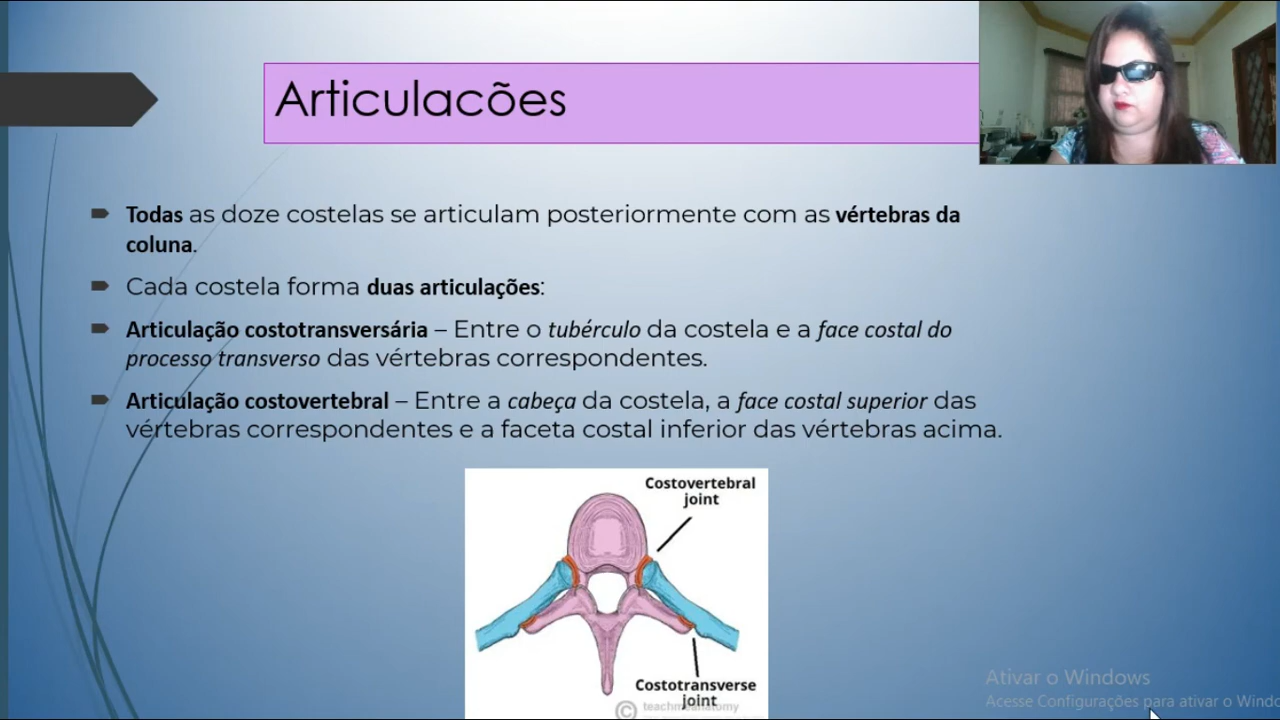 Articulacões
Todas as doze costelas se articulam posteriormente com as vértebras da
coluna.
Cada costela forma duas articulações:
Articulação costotransversária – Entre o tubérculo da costela e a face costal do
processo transverso das vértebras correspondentes.
Articulação costovertebral – Entre a cabeça da costela, a face costal superior das
vértebras correspondentes e a faceta costal inferior das vértebras acima.
Costovertebral
joint
Costotransverse
joint
© teachmeanatomy
Ativar o Windows
Acesse Configurações para ativar o Windo